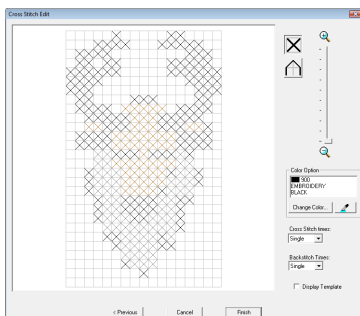 Cross Stitch Edit
Color Option
900
EMBROIDERY
BLACK
Change Color...
Cross Stitch times:
Single
Backstitch Times:
Single
Display Template
< Previous
Cancel
Finish